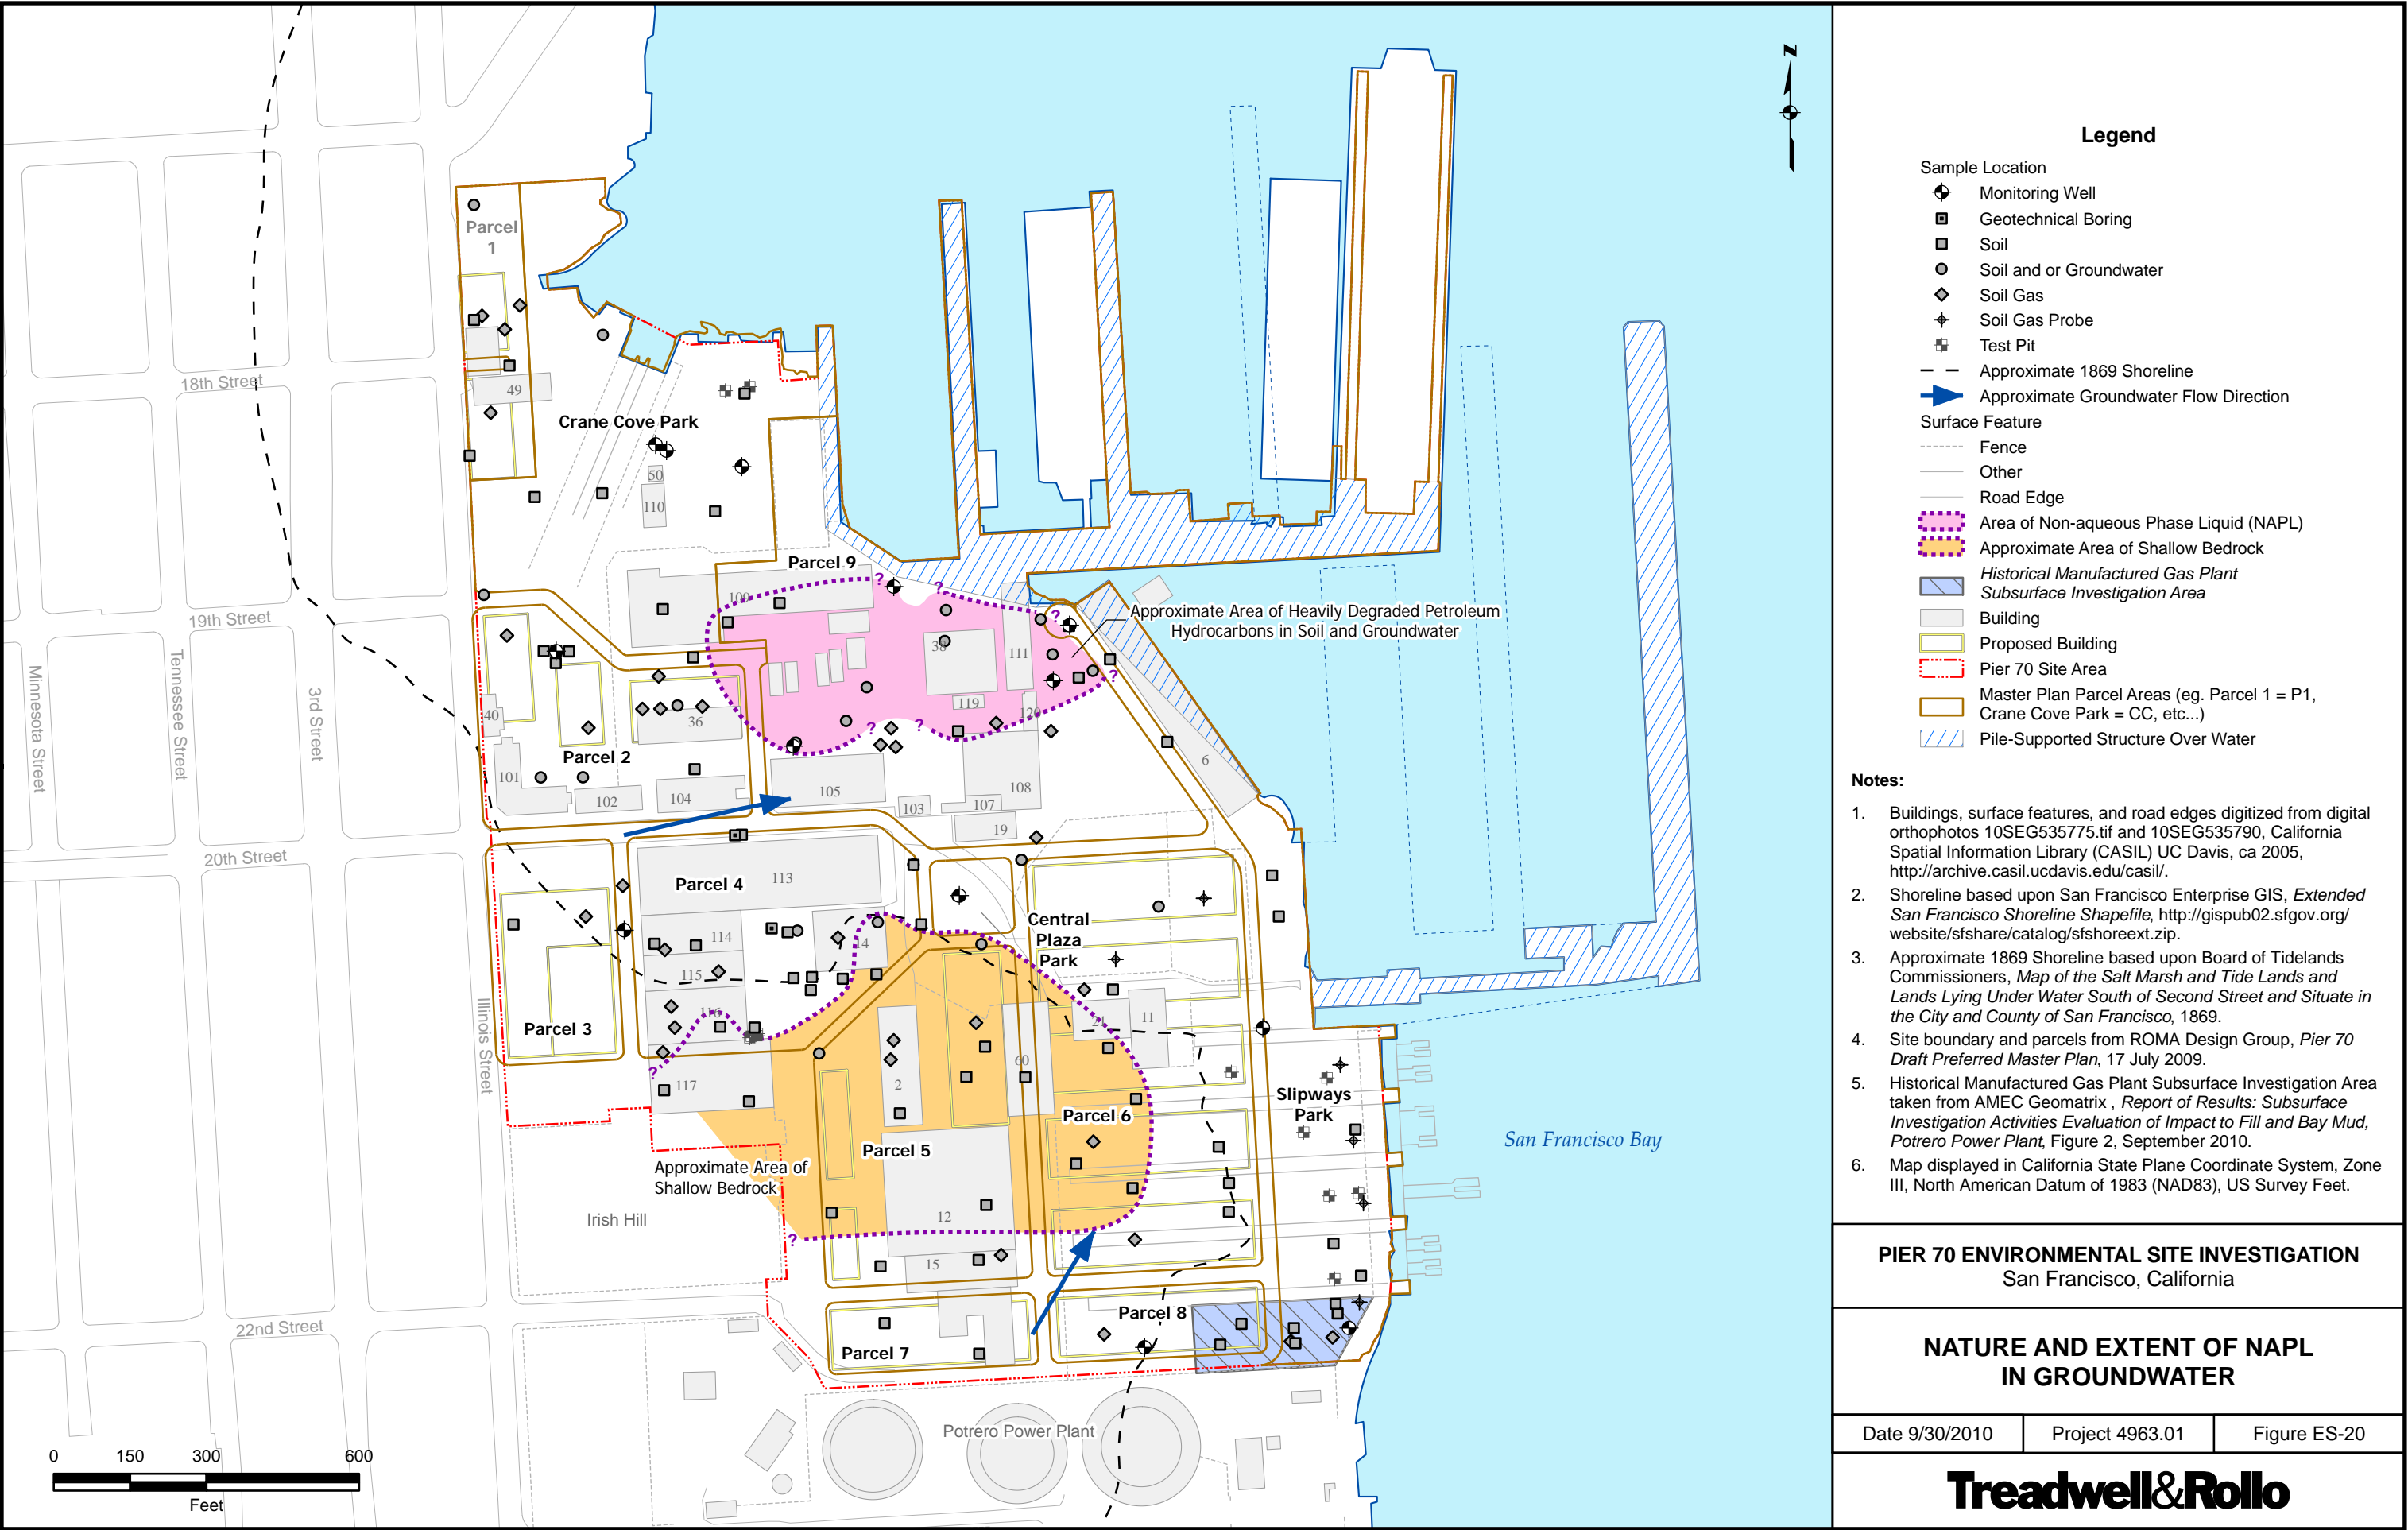 Parcel
1
18th Street
49
Crane Cove Park
50
110
Parcel 9
109
19th Street
38
111
Approximate Area of Heavily Degraded Petroleum
Hydrocarbons in Soil and Groundwater
119
120
40
36
Parcel 2
101
102
104
105
103
107
108
19
6
Minnesota Street
Tennessee Street
3rd Street
20th Street
Parcel 4
113
Central
Plaza
Park
114
14
115
116
Parcel 3
117
2
60
21
11
Illinois Street
Parcel 6
Slipways
Park
San Francisco Bay
Parcel 5
Approximate Area of
Shallow Bedrock
Irish Hill
12
15
22nd Street
Parcel 7
Parcel 8
Potrero Power Plant
?
?
?
?
?
?
?
?
0 150 300 600
Feet
N
Legend
Sample Location
Monitoring Well
Geotechnical Boring
Soil
Soil and or Groundwater
Soil Gas
Soil Gas Probe
Test Pit
Approximate 1869 Shoreline
Approximate Groundwater Flow Direction
Surface Feature
Fence
Other
Road Edge
Area of Non-aqueous Phase Liquid (NAPL)
Approximate Area of Shallow Bedrock
Historical Manufactured Gas Plant
Subsurface Investigation Area
Building
Proposed Building
Pier 70 Site Area
Master Plan Parcel Areas (eg. Parcel 1 = P1,
Crane Cove Park = CC, etc...)
Pile-Supported Structure Over Water
Notes:
1. Buildings, surface features, and road edges digitized from digital
orthophotos 10SEG535775.tif and 10SEG535790, California
Spatial Information Library (CASIL) UC Davis, ca 2005,
http://archive.casil.ucdavis.edu/casil/.
2. Shoreline based upon San Francisco Enterprise GIS, Extended
San Francisco Shoreline Shapefile, http://gispub02.sfgov.org/
website/sfshare/catalog/sfshoreext.zip.
3. Approximate 1869 Shoreline based upon Board of Tidelands
Commissioners, Map of the Salt Marsh and Tide Lands and
Lands Lying Under Water South of Second Street and Situate in
the City and County of San Francisco, 1869.
4. Site boundary and parcels from ROMA Design Group, Pier 70
Draft Preferred Master Plan, 17 July 2009.
5. Historical Manufactured Gas Plant Subsurface Investigation Area
taken from AMEC Geomatrix , Report of Results: Subsurface
Investigation Activities Evaluation of Impact to Fill and Bay Mud,
Potrero Power Plant, Figure 2, September 2010.
6. Map displayed in California State Plane Coordinate System, Zone
III, North American Datum of 1983 (NAD83), US Survey Feet.
PIER 70 ENVIRONMENTAL SITE INVESTIGATION
San Francisco, California
NATURE AND EXTENT OF NAPL
IN GROUNDWATER
Date 9/30/2010
Project 4963.01
Figure ES-20
Treadwell&Rollo